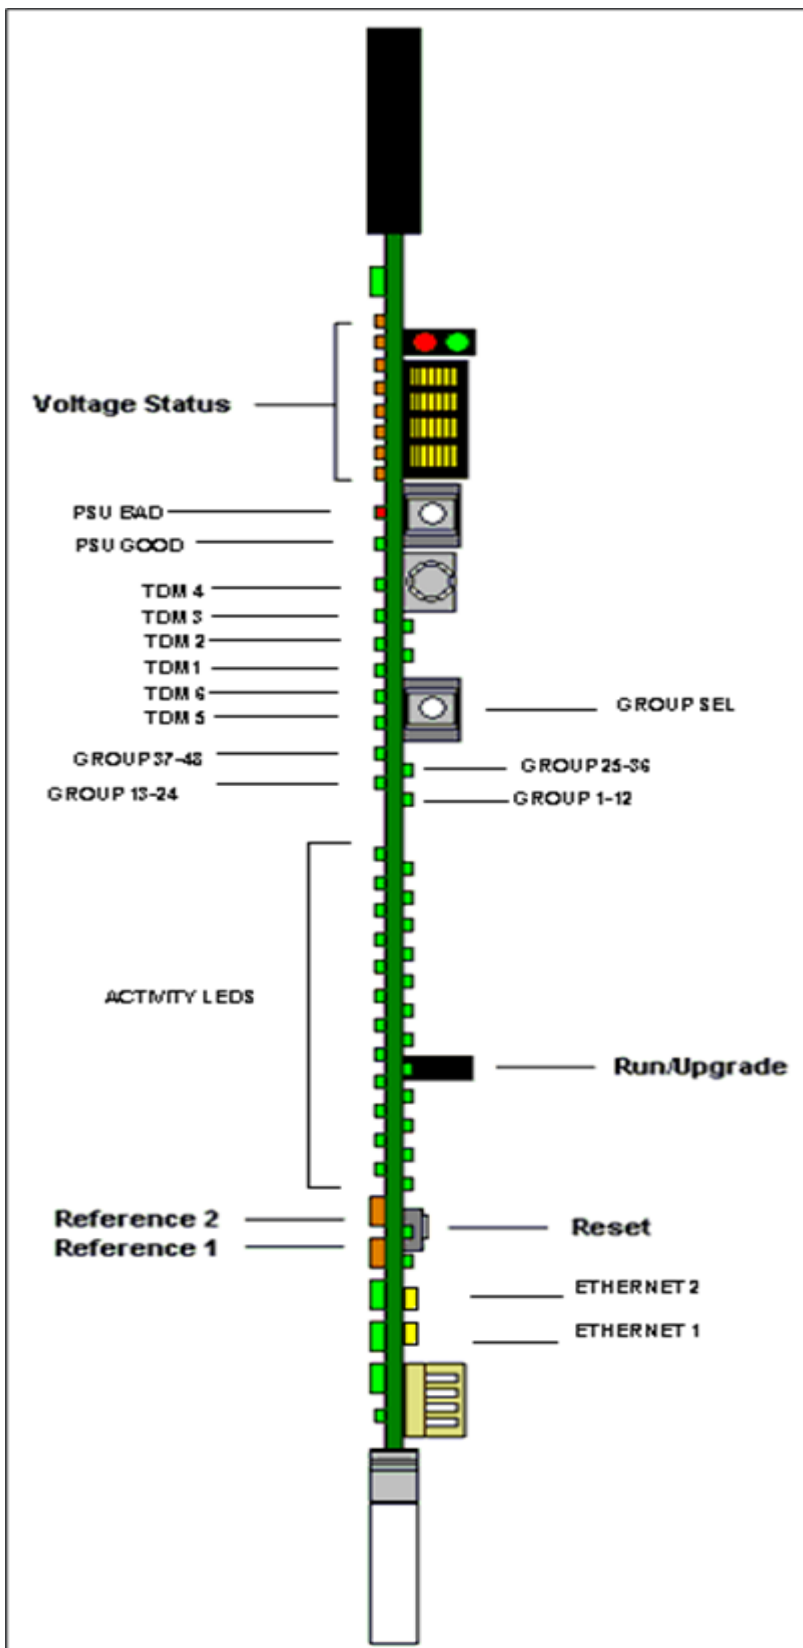 Voltage Status
PSU BAD
PSU GOOD
TDM 4
TDM 3
TDM 2
TDM 1
TDM 6
TDM 5
GROUP SEL
GROUP 37-48
GROUP 25-36
GROUP 13-24
GROUP 1-12
ACTIVITY LEDS
Run/Upgrade
Reference 2
Reset
Reference 1
ETHERNET 2
ETHERNET 1